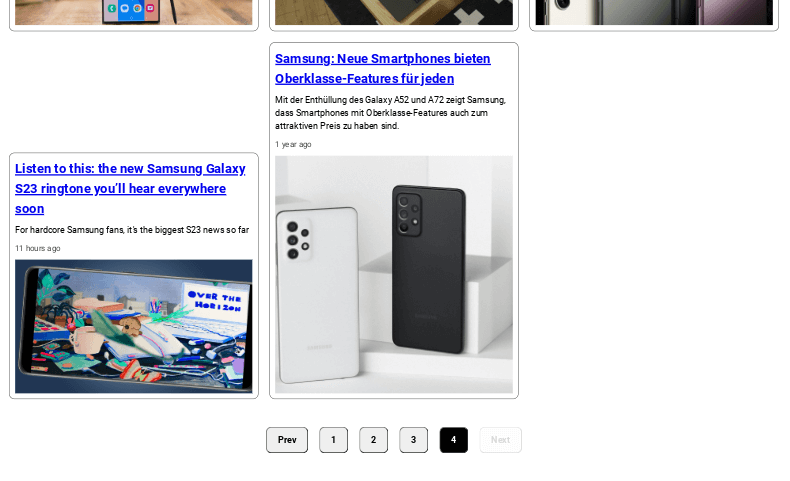 Samsung: Neue Smartphones bieten
Oberklasse-Features für jeden
Mit der Enthüllung des Galaxy A52 und A72 zeigt Samsung,
dass Smartphones mit Oberklasse-Features auch zum
attraktiven Preis zu haben sind.
1 year ago
Listen to this: the new Samsung Galaxy
S23 ringtone you’ll hear everywhere
soon
For hardcore Samsung fans, it’s the biggest S23 news so far
11 hours ago
OVER THE
HORIZON
SAMSUNG
Prev 1 2 3 4 Next